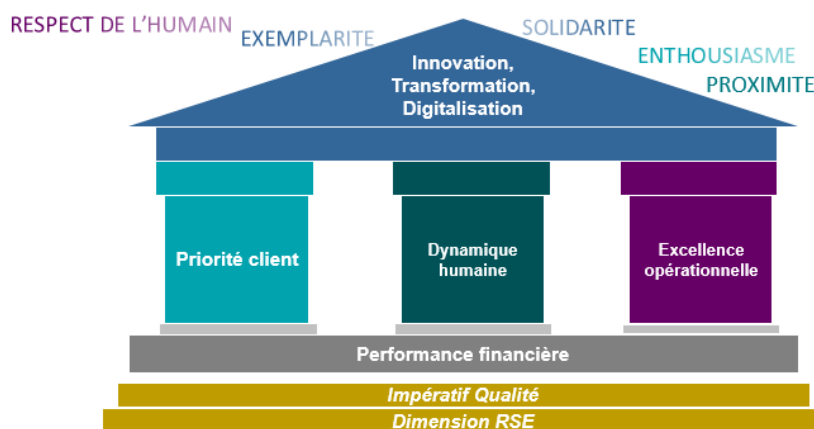 RESPECT DE L'HUMAIN
EXEMPLARITE
SOLIDARITE
ENTHOUSIASME
PROXIMITE
Innovation,
Transformation,
Digitalisation
Priorité client
Dynamique
humaine
Excellence
opérationnelle
Performance financière
Impératif Qualité
Dimension RSE